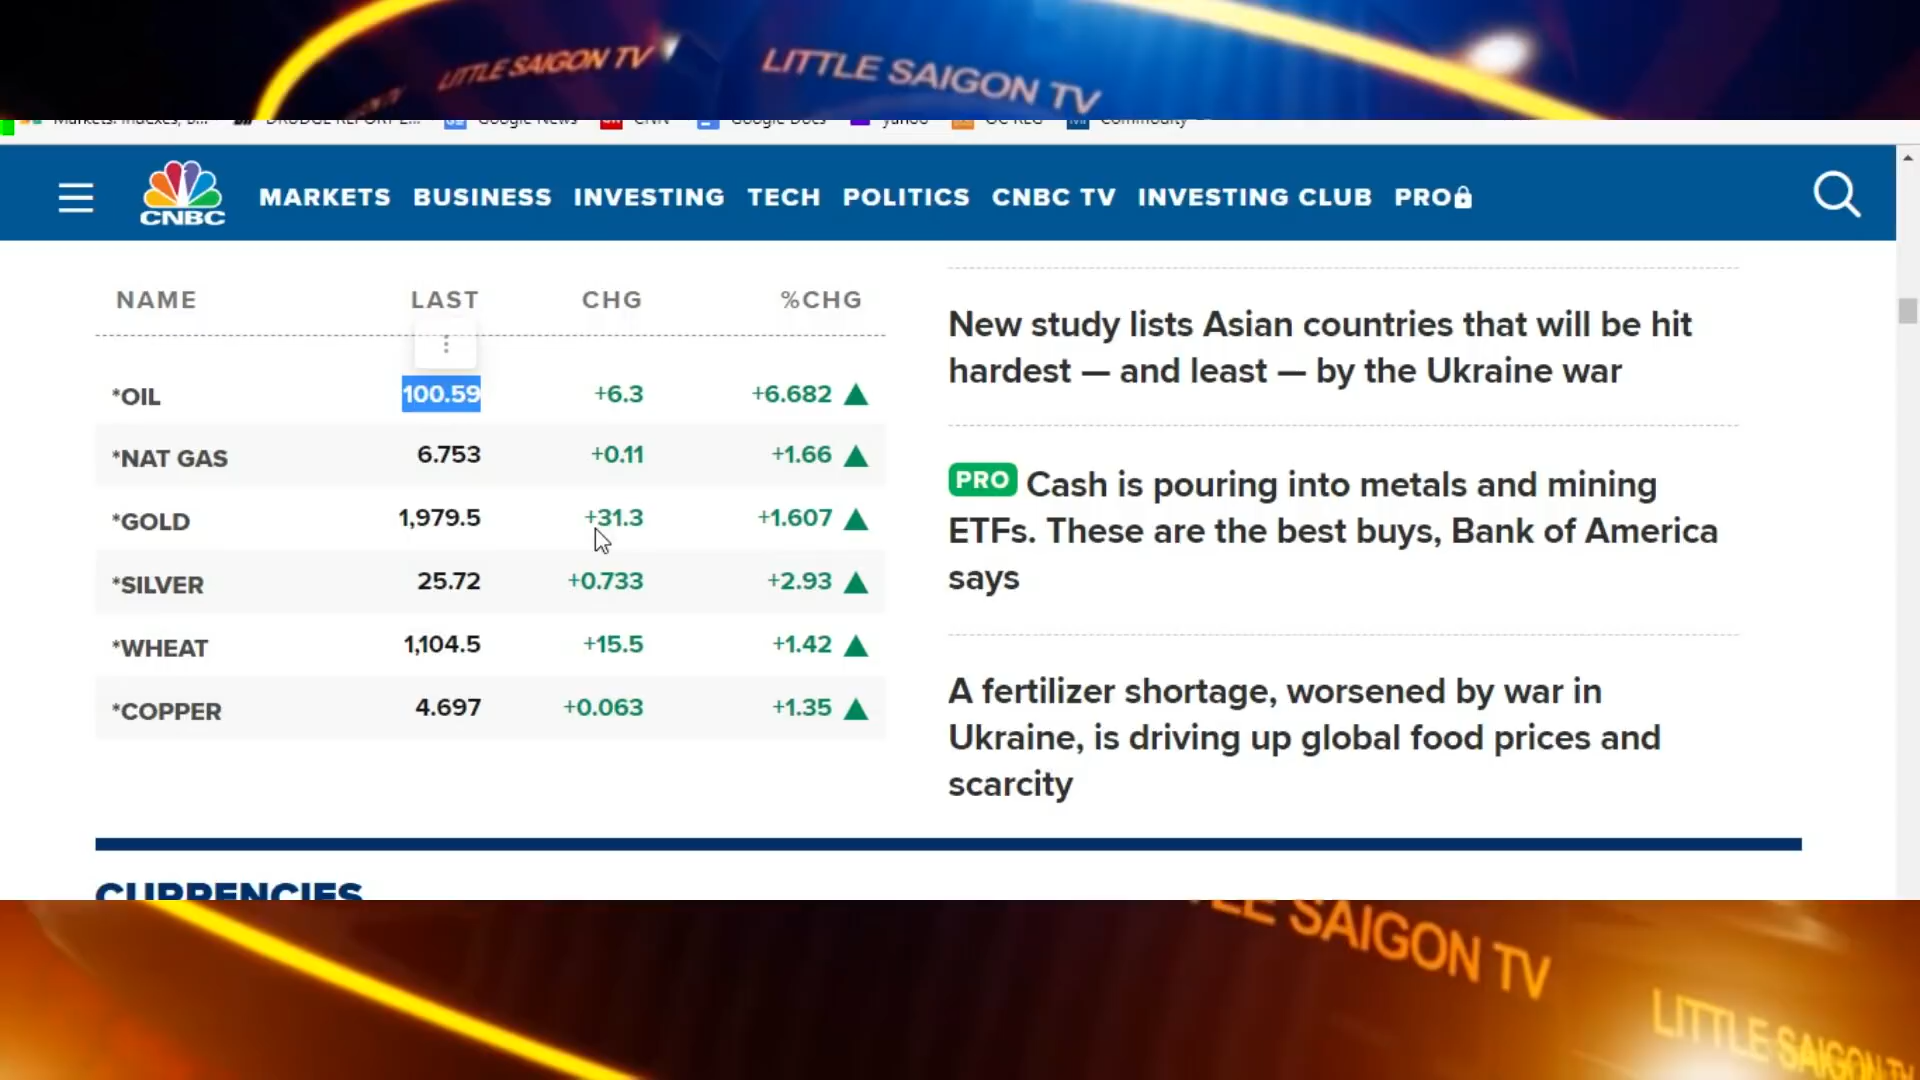 LITTLE SAIGON TV
LITTLE SAIGON TV
CNBC
MARKETS BUSINESS INVESTING TECH POLITICS CNBC TV INVESTING CLUB PRO
NAME LAST CHG %CHG
*OIL 100.59 +6.3 +6.682
*NAT GAS 6.753 +0.11 +1.66
*GOLD 1,979.5 +31.3 +1.607
*SILVER 25.72 +0.733 +2.93
*WHEAT 1,104.5 +15.5 +1.42
*COPPER 4.697 +0.063 +1.35
New study lists Asian countries that will be hit
hardest — and least — by the Ukraine war
PRO Cash is pouring into metals and mining
ETFs. These are the best buys, Bank of America
says
A fertilizer shortage, worsened by war in
Ukraine, is driving up global food prices and
scarcity
CURRENCIES
SAIGON TV
LITTLE SAIGON TV